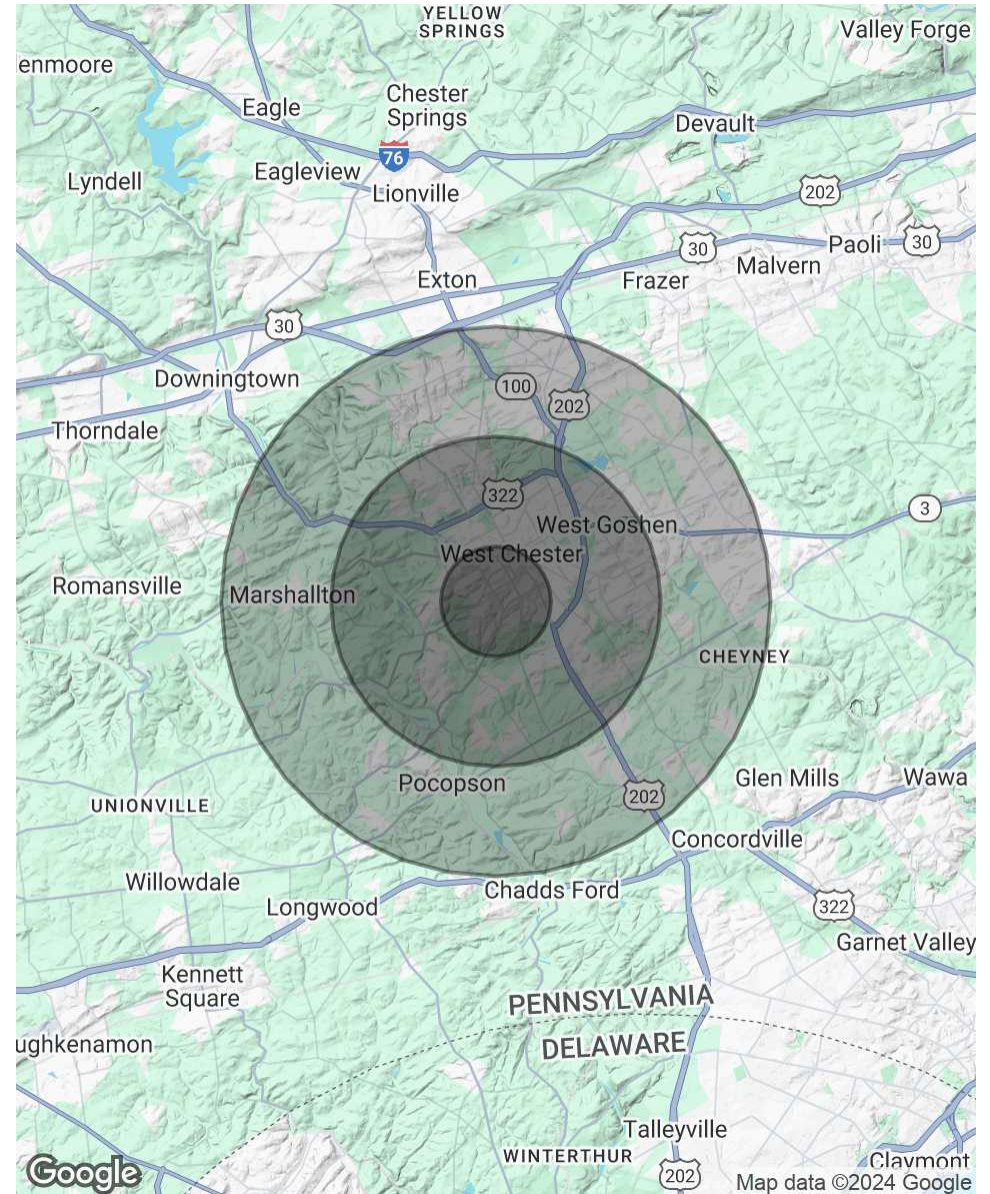 YELLOW
SPRINGS
Valley Forge
enmoore
Chester
Springs
Eagle
Devault
76
Eagleview
Lyndell
Lionville
202
30
Paoli
30
Malvern
Exton
Frazer
30
Downingtown
100
202
Thorndale
322
3
West Goshen
West Chester
Romansville
Marshallton
CHEYNEY
Glen Mills
Wawa
Pocopson
202
UNIONVILLE
Concordville
Willowdale
Chadds Ford
Longwood
322
Garnet Valley
Kennett
Square
PENNSYLVANIA
DELAWARE
ughkenamon
Talleyville
WINTERTHUR
Claymont
202
Google
Map data ©2024 Google